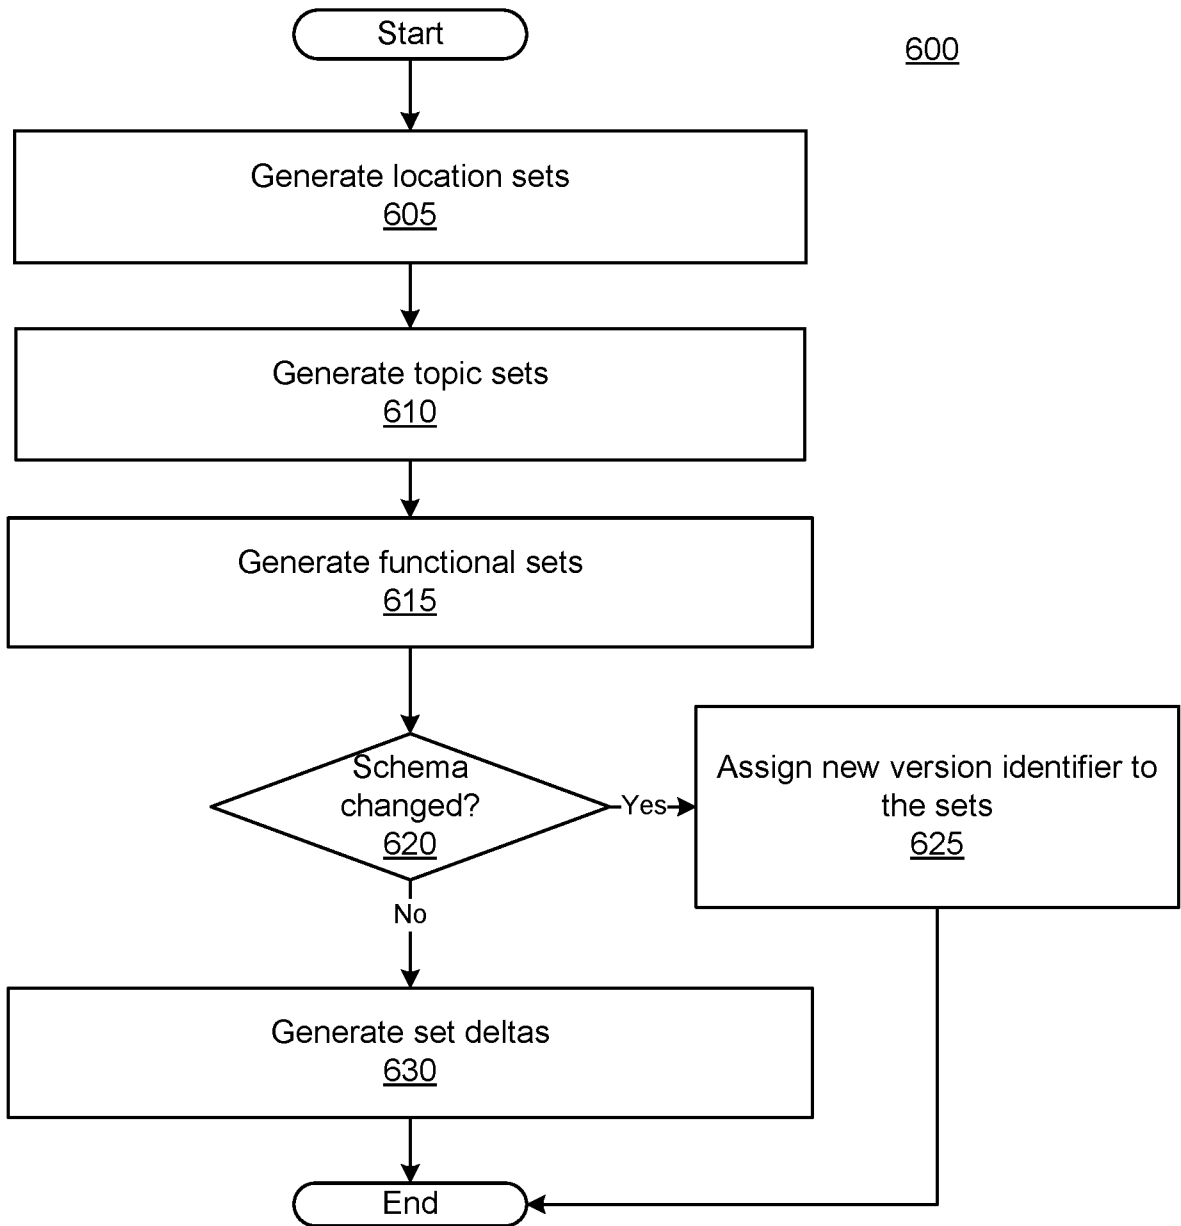 Start
600
Generate location sets
605
Generate topic sets
610
Generate functional sets
615
Schema
changed?
620
Yes
Assign new version identifier to
the sets
625
No
Generate set deltas
630
End